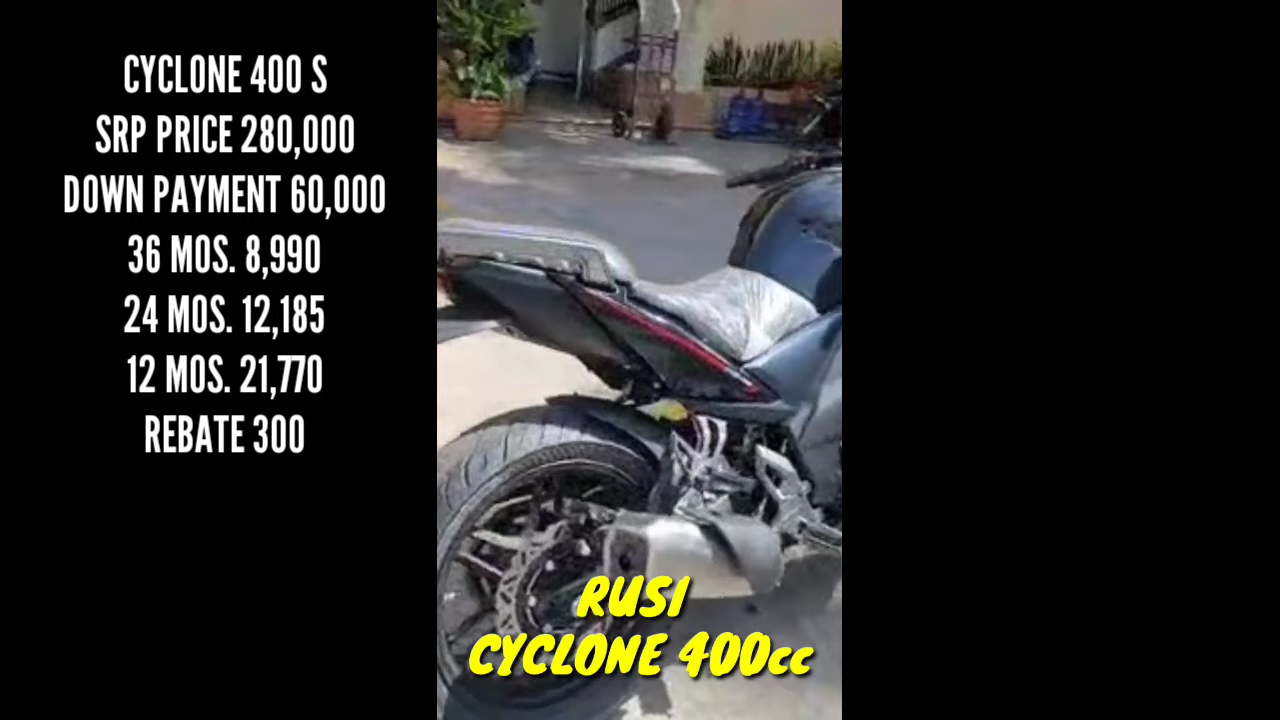 CYCLONE 400 S
SRP PRICE 280,000
DOWN PAYMENT 60,000
36 MOS. 8,990
24 MOS. 12,185
12 MOS. 21,770
REBATE 300
RUSI
CYCLONE 400cc